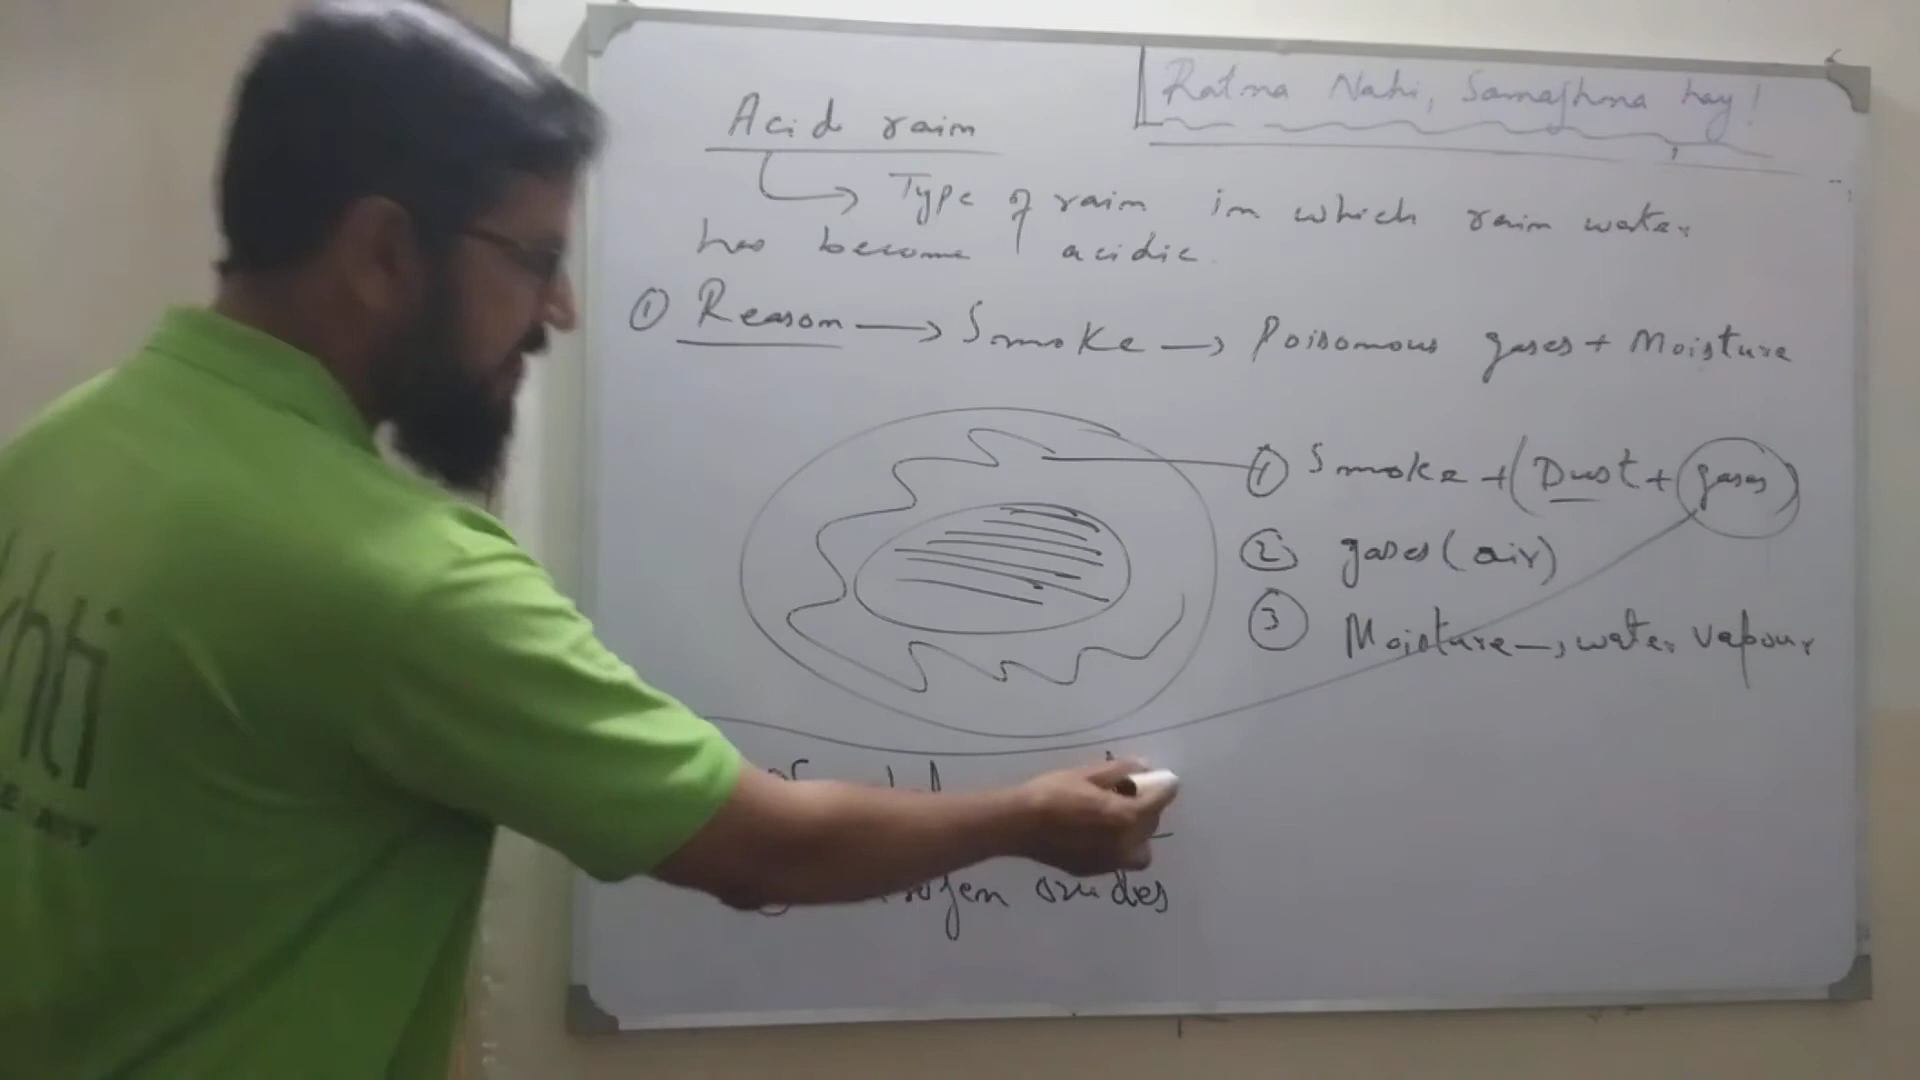 Ratna Nahi, Samajhna hay!
Acid rain
Type of rain in which rain water
has become acidic.
① Reason → Smoke → Poisonous gases + Moisture
① Smoke + (Dust + gases)
② gases (air)
③ Moisture → water vapour
oxides